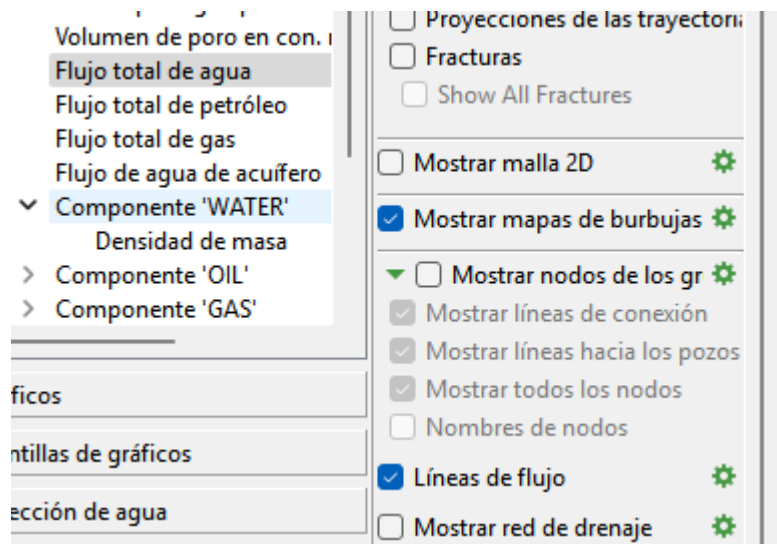 Volumen de poro en con.
Flujo total de agua
Flujo total de petróleo
Flujo total de gas
Flujo de agua de acuífero
Componente 'WATER'
Densidad de masa
Componente 'OIL'
Componente 'GAS'
ficos
ntillas de gráficos
ección de agua
Proyecciones de las trayectoria
Fracturas
Show All Fractures
Mostrar malla 2D
Mostrar mapas de burbujas
Mostrar nodos de los gr
Mostrar líneas de conexión
Mostrar líneas hacia los pozos
Mostrar todos los nodos
Nombres de nodos
Líneas de flujo
Mostrar red de drenaje